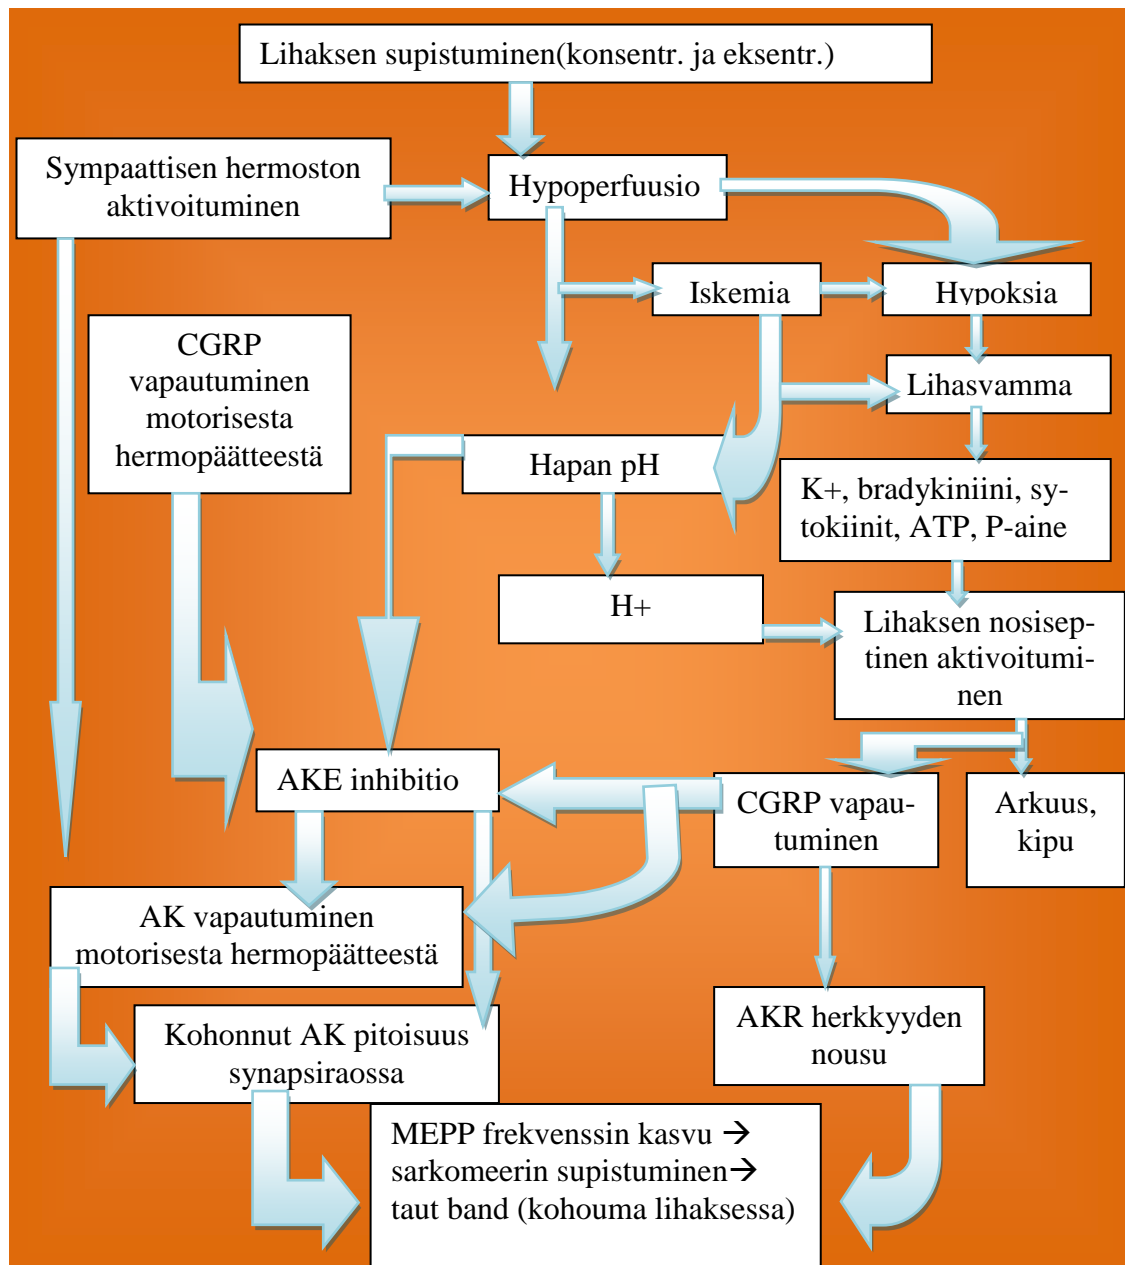 Lihaksen supistuminen(konsentr. ja eksentr.)
Sympaattisen hermoston
aktivoituminen
Hypoperfuusio
Iskemia
Hypoksia
CGRP
vapautuminen
motorisesta
hermopäätteestä
Lihasvamma
Hapan pH
K+, bradykiniini, sy-
tokiinit, ATP, P-aine
H+
Lihaksen nosisep-
tinen aktivoitumi-
nen
AKE inhibitio
CGRP vapau-
tuminen
Arkuus,
kipu
AK vapautuminen
motorisesta hermopäätteestä
Kohonnut AK pitoisuus
synapsiraossa
AKR herkkyyden
nousu
MEPP frekvenssin kasvu →
sarkomeerin supistuminen→
taut band (kohouma lihaksessa)